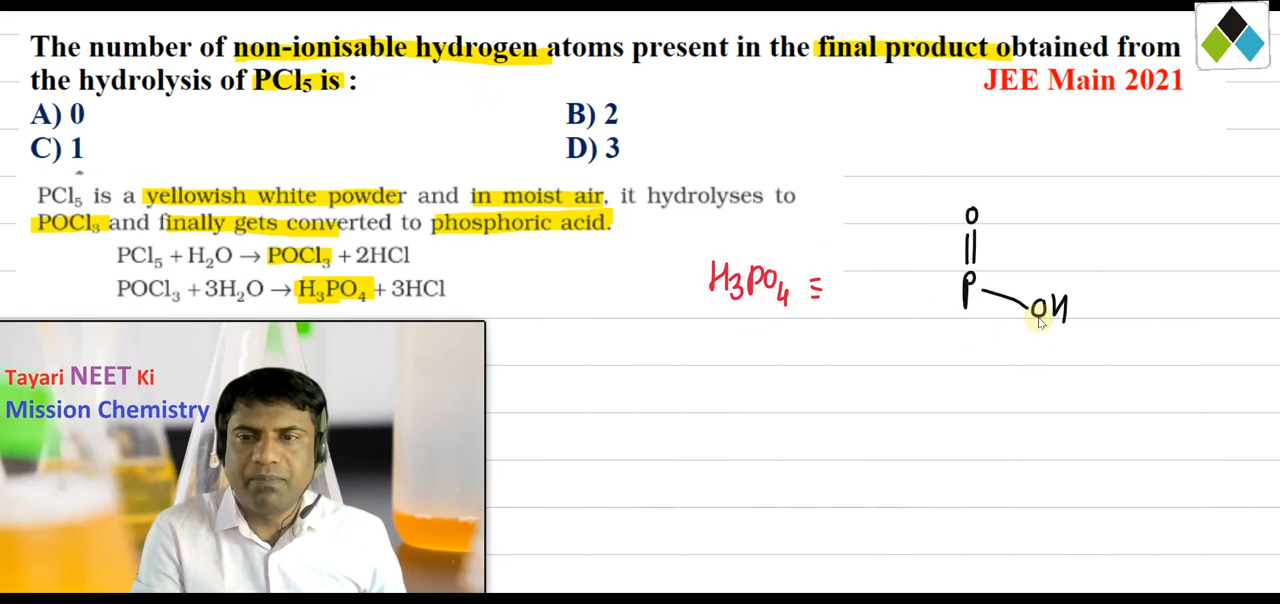 The number of non-ionisable hydrogen atoms present in the final product obtained from
the hydrolysis of PCl₅ is :
JEE Main 2021
A) 0
B) 2
C) 1
D) 3
PCl₅ is a yellowish white powder and in moist air, it hydrolyses to
POCl₃ and finally gets converted to phosphoric acid.
PCl₅ + H₂O → POCl₃ + 2HCl
POCl₃ + 3H₂O → H₃PO₄ + 3HCl
H₃PO₄ ≡
O
||
P
OH
Tayari NEET Ki
Mission Chemistry